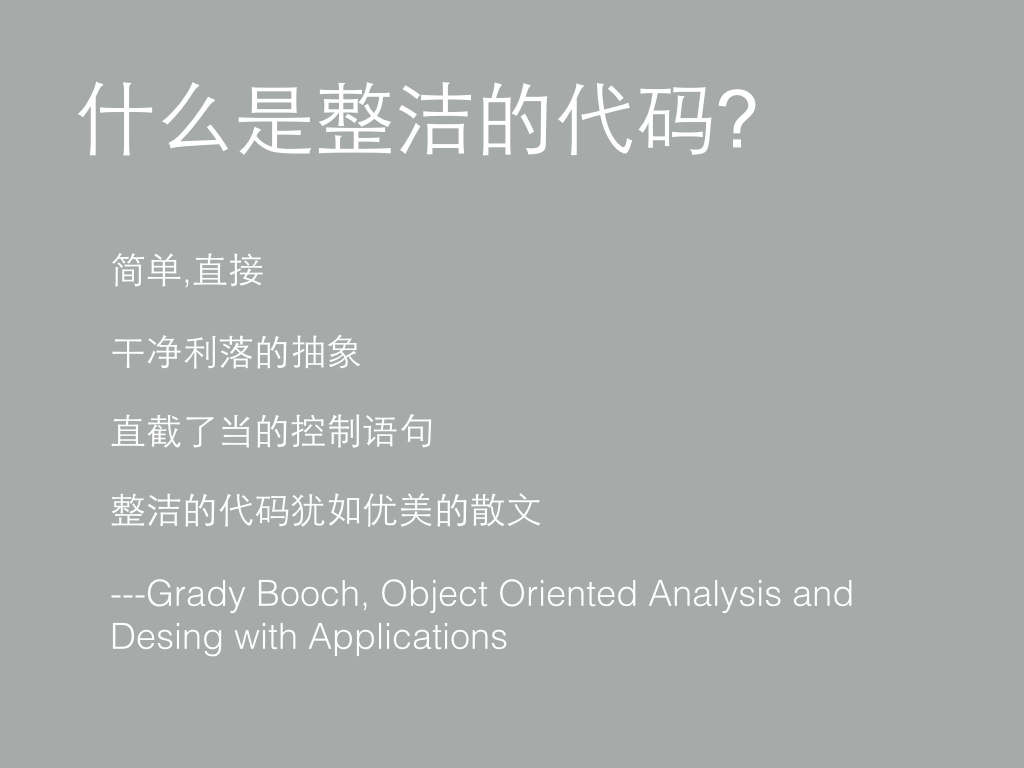 什么是整洁的代码?
简单,直接
干净利落的抽象
直截了当的控制语句
整洁的代码犹如优美的散文
---Grady Booch, Object Oriented Analysis and
Desing with Applications